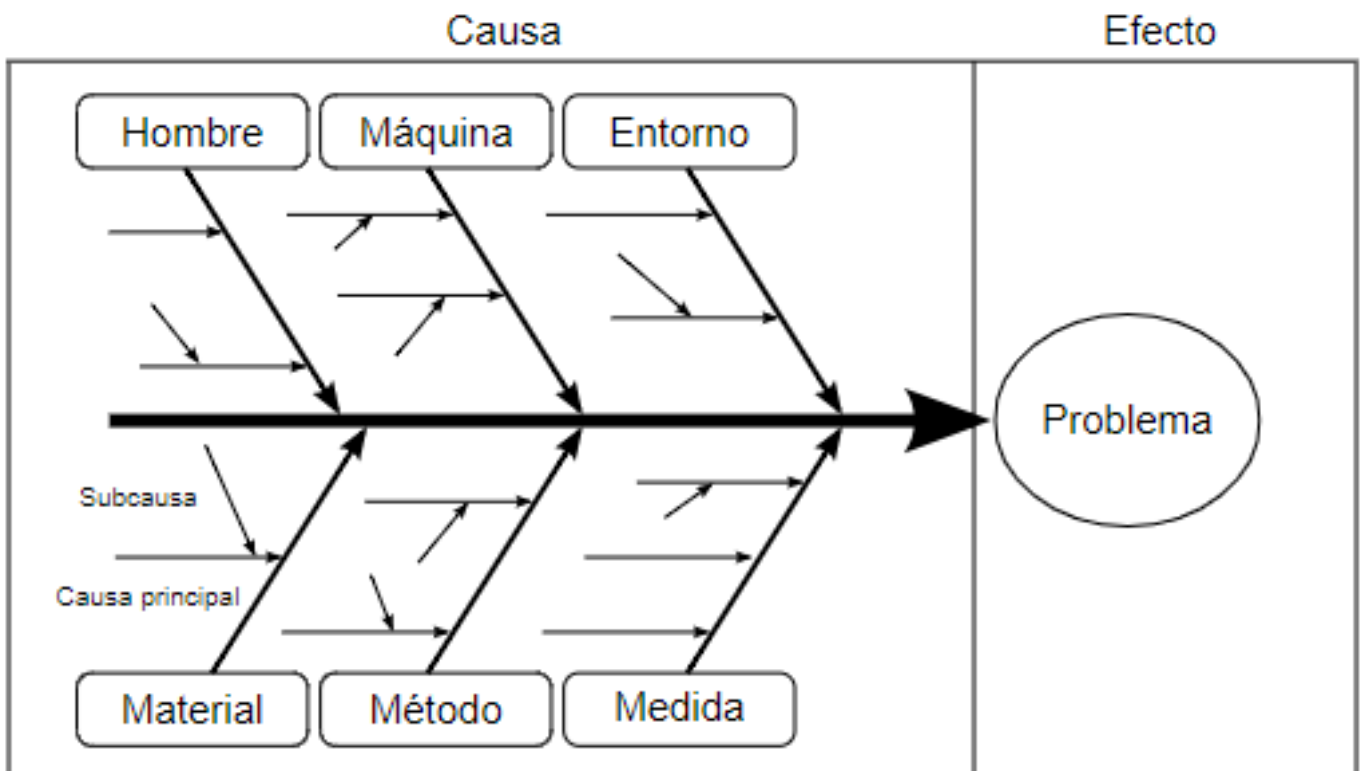 Causa
Efecto
Hombre
Máquina
Entorno
Problema
Subcausa
Causa principal
Material
Método
Medida